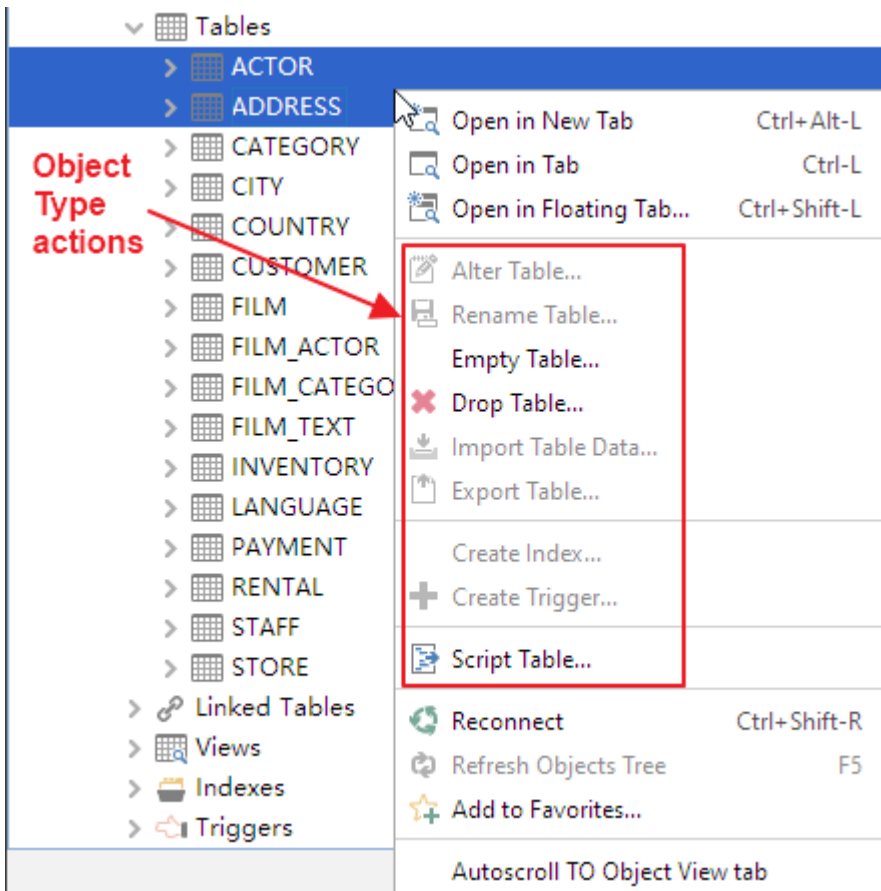 Tables
ACTOR
ADDRESS
CATEGORY
CITY
COUNTRY
CUSTOMER
FILM
FILM_ACTOR
FILM_CATEGO
FILM_TEXT
INVENTORY
LANGUAGE
PAYMENT
RENTAL
STAFF
STORE
Linked Tables
Views
Indexes
Triggers
Object
Type
actions
Open in New Tab Ctrl+Alt-L
Open in Tab Ctrl-L
Open in Floating Tab... Ctrl+Shift-L
Alter Table...
Rename Table...
Empty Table...
Drop Table...
Import Table Data...
Export Table...
Create Index...
Create Trigger...
Script Table...
Reconnect Ctrl+Shift-R
Refresh Objects Tree F5
Add to Favorites...
Autoscroll TO Object View tab